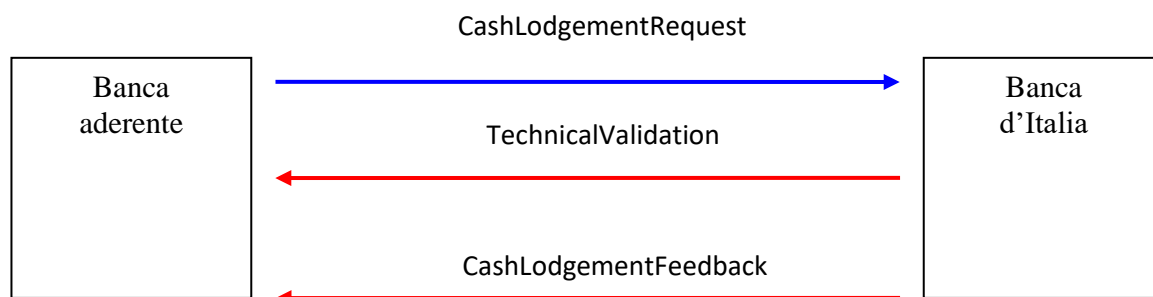 CashLodgementRequest
Banca
aderente
Banca
d’Italia
TechnicalValidation
CashLodgementFeedback